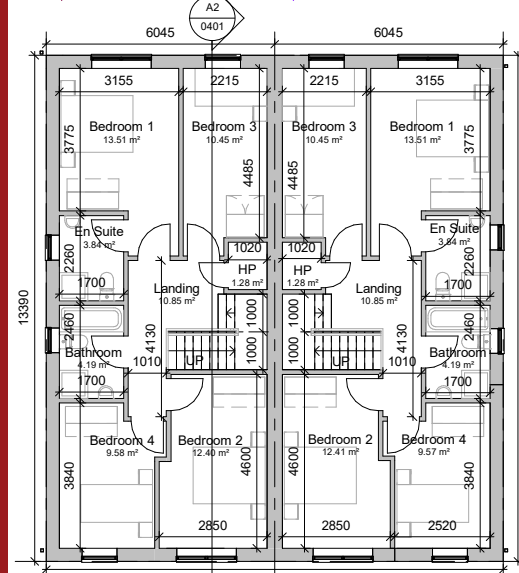 A2
0401
6045 6045
3155 2215 2215 3155
Bedroom 1 Bedroom 3 Bedroom 3 Bedroom 1
13.51 m² 10.45 m² 10.45 m² 13.51 m²
3775 4485 4485 3775
En Suite En Suite
3.84 m² 3.84 m²
1020 1020
2260 2260
HP HP
1.28 m² 1.28 m²
1700 1700
Landing Landing
10.85 m² 10.85 m²
13390
1000 1000
2460 4130 4130 2460
Bathroom Bathroom
4.19 m² 4.19 m²
1000 1000
UP UP
1700 1010 1010 1700
Bedroom 4 Bedroom 2 Bedroom 2 Bedroom 4
9.58 m² 12.40 m² 12.41 m² 9.57 m²
3840 4600 4600 3840
2850 2850 2520